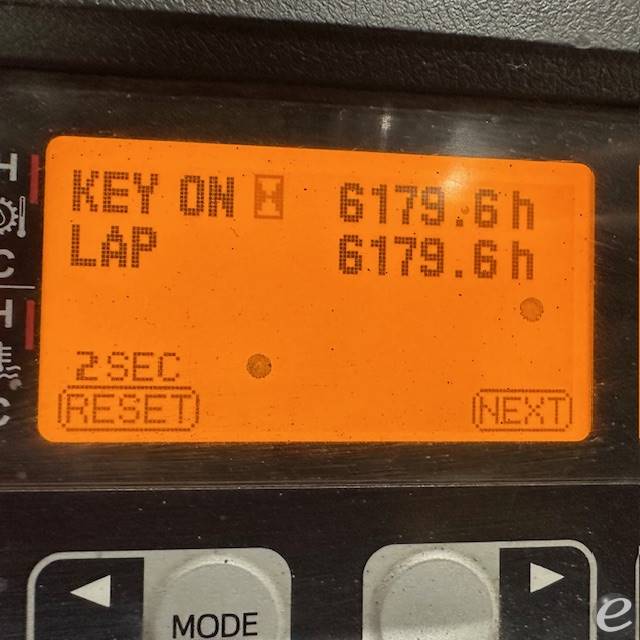 KEY ON 6179.6h
LAP 6179.6h
2SEC
RESET NEXT
H
C
H
C
MODE
e